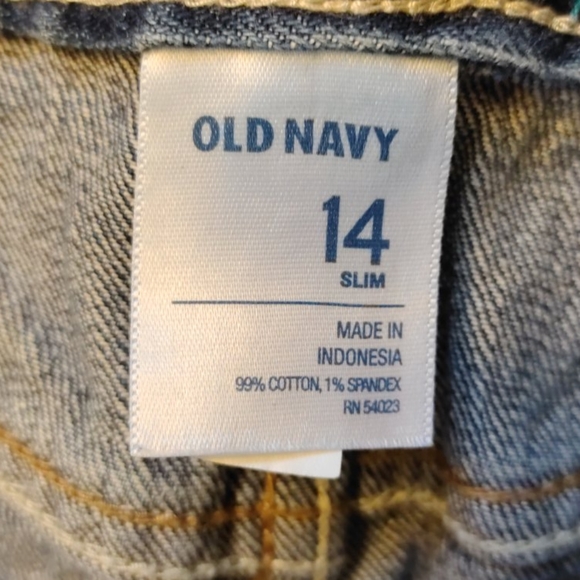 OLD NAVY
14
SLIM
MADE IN
INDONESIA
99% COTTON, 1% SPANDEX
RN 54023